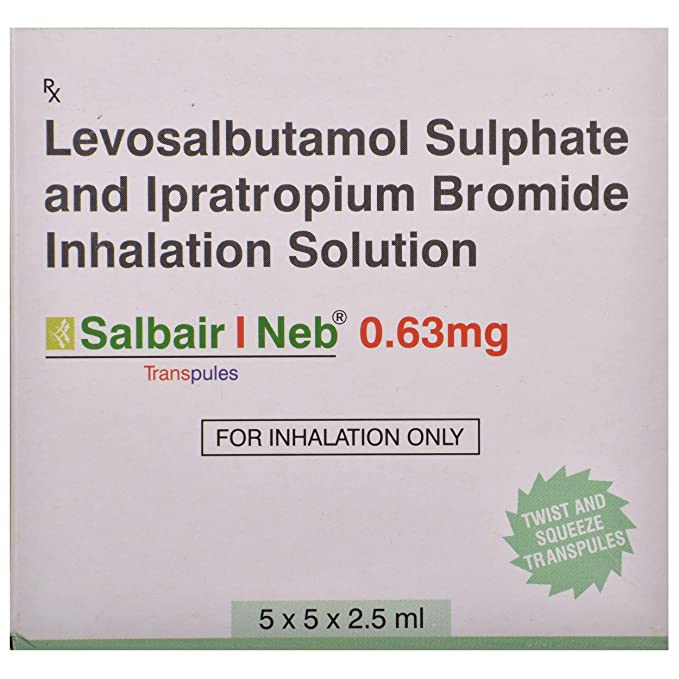 Rx
Levosalbutamol Sulphate
and Ipratropium Bromide
Inhalation Solution
Salbair I Neb® 0.63mg
Transpules
FOR INHALATION ONLY
TWIST AND
SQUEEZE
TRANSPULES
5 x 5 x 2.5 ml